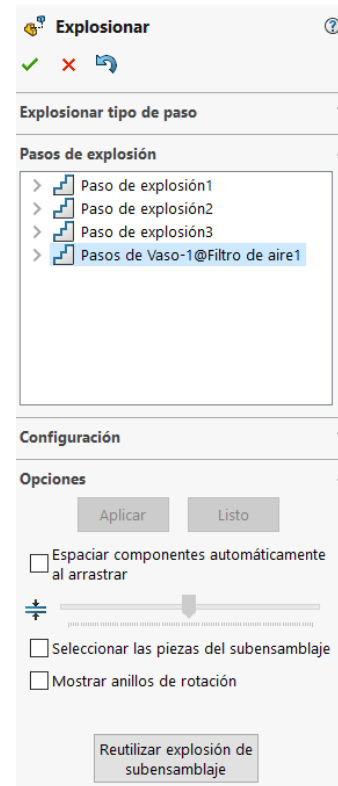 Explosionar
Explosionar tipo de paso
Pasos de explosión
Paso de explosión1
Paso de explosión2
Paso de explosión3
Pasos de Vaso-1@Filtro de aire1
Configuración
Opciones
Aplicar Listo
Espaciar componentes automáticamente
al arrastrar
Seleccionar las piezas del subensamblaje
Mostrar anillos de rotación
Reutilizar explosión de
subensamblaje